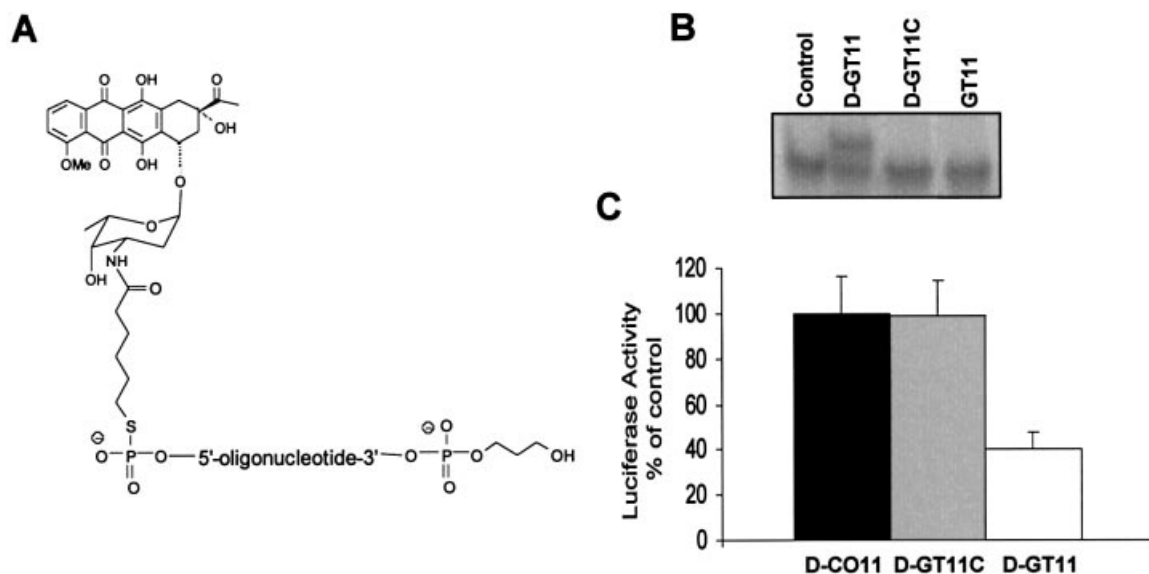 A
O
OH
O
OH
OMe
O
OH
O
O
OH
NH
O
S
⊖
O
P
O
5'-oligonucleotide-3'
O
P
O
OH
O
⊖
O
O
B
Control
D-GT11
D-GT11C
GT11
C
Luciferase Activity
% of control
120
100
80
60
40
20
0
D-CO11 D-GT11C D-GT11